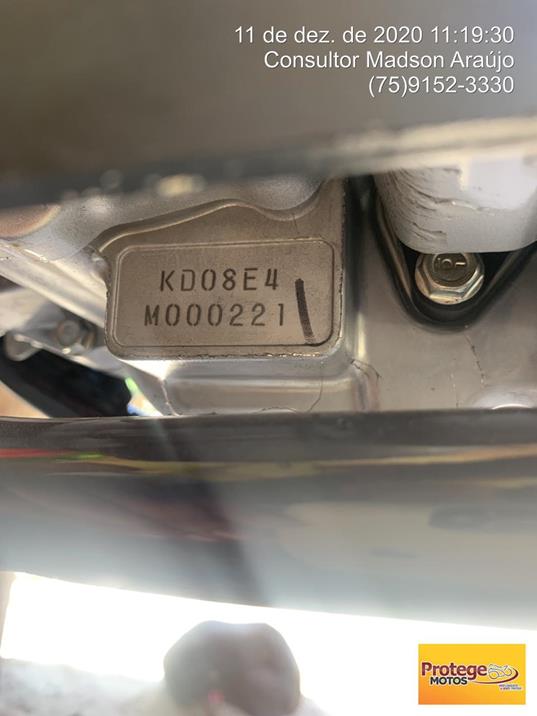 11 de dez. de 2020 11:19:30
Consultor Madson Araújo
(75)9152-3330
KD08E4
M000221
Protege
MOTOS